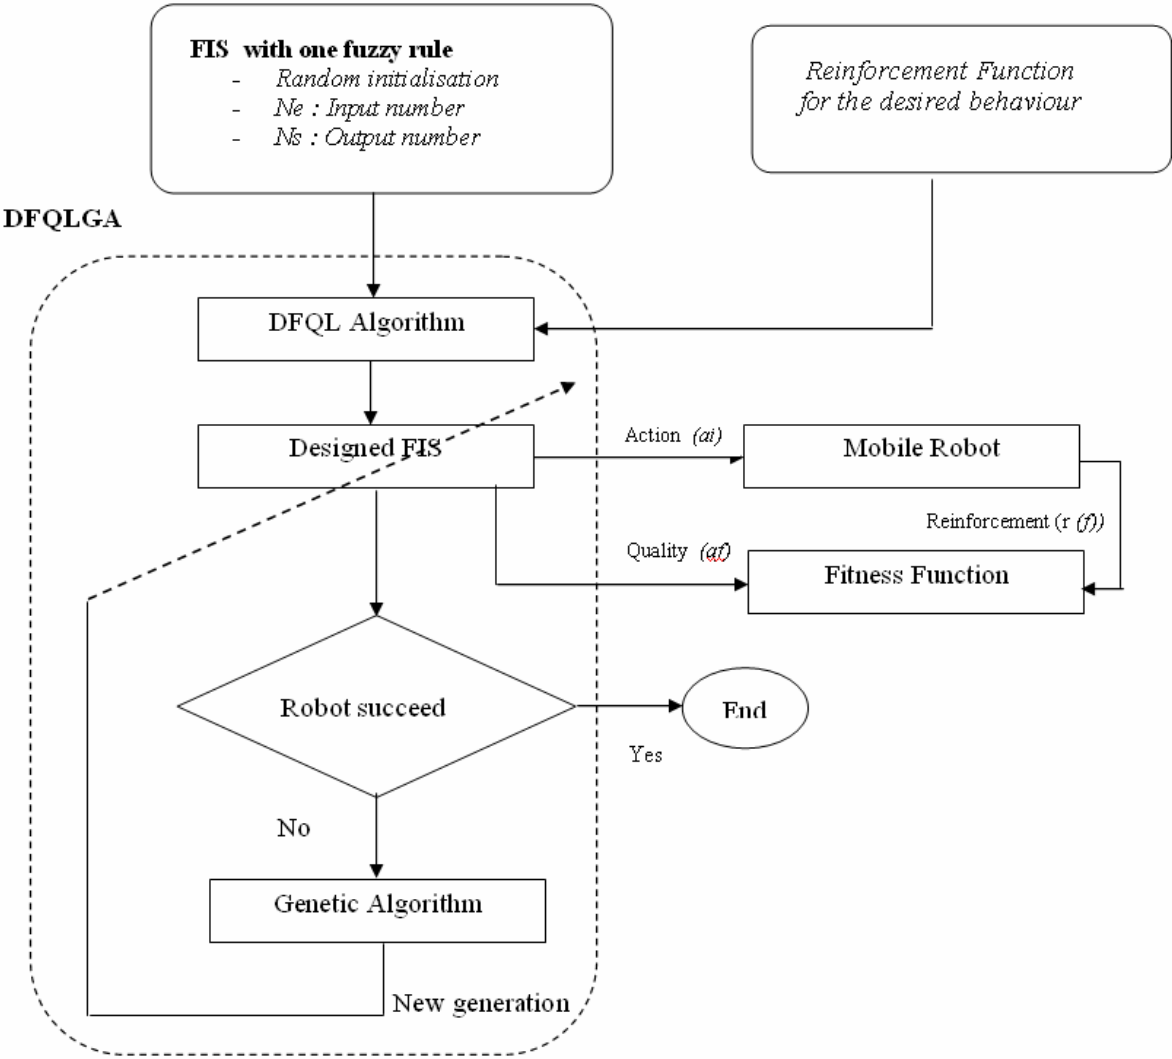 FIS with one fuzzy rule
- Random initialisation
- Ne : Input number
- Ns : Output number
Reinforcement Function
for the desired behaviour
DFQLGA
DFQL Algorithm
Designed FIS
Action (ai)
Mobile Robot
Reinforcement (r (f))
Quality (af)
Fitness Function
Robot succeed
End
Yes
No
Genetic Algorithm
New generation